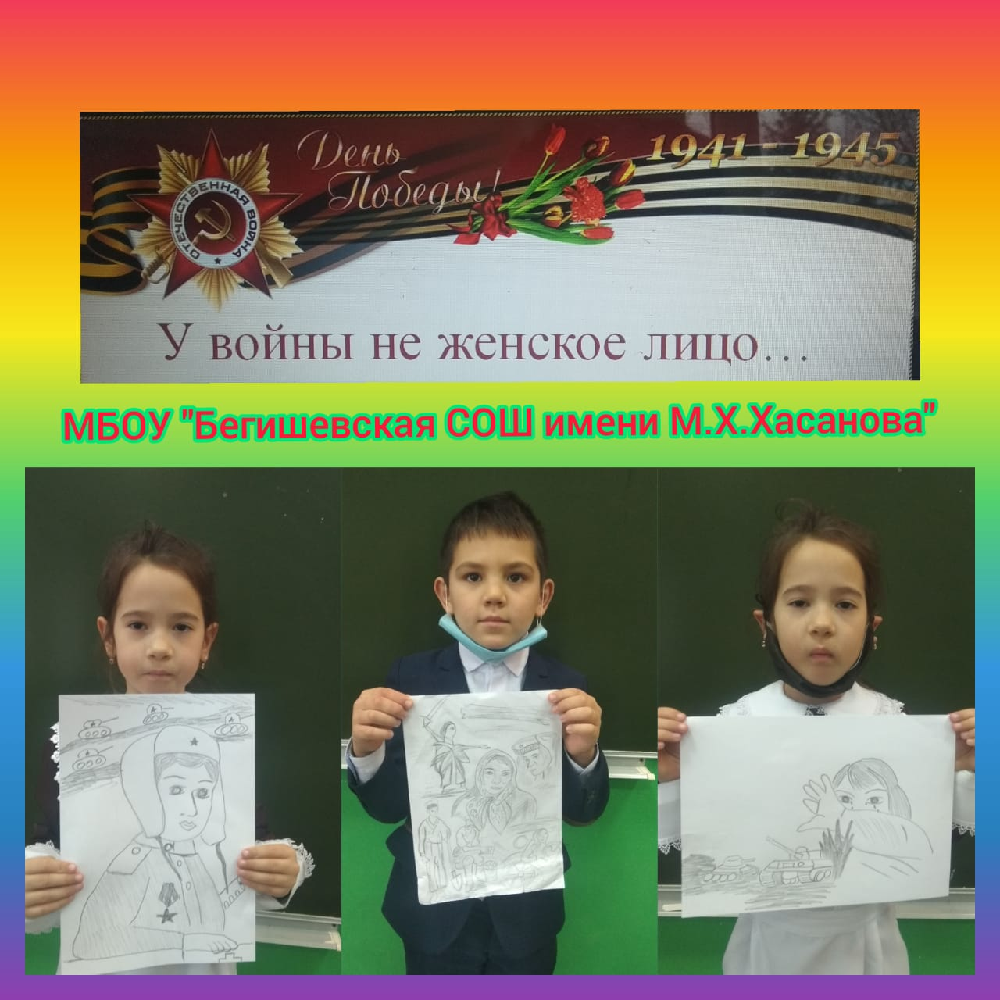 День
Победы!
1941 - 1945
ОТЕЧЕСТВЕННАЯ ВОЙНА
У войны не женское лицо...
МБОУ "Бегишевская СОШ имени М.Х.Хасанова"